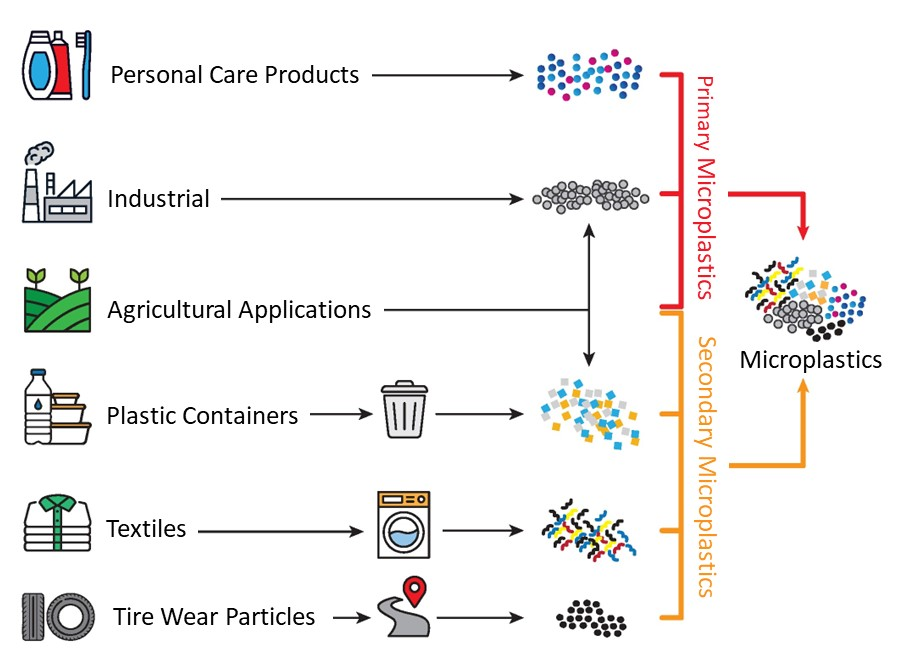 Personal Care Products
Primary Microplastics
Industrial
Agricultural Applications
Microplastics
Secondary Microplastics
Plastic Containers
Textiles
Tire Wear Particles